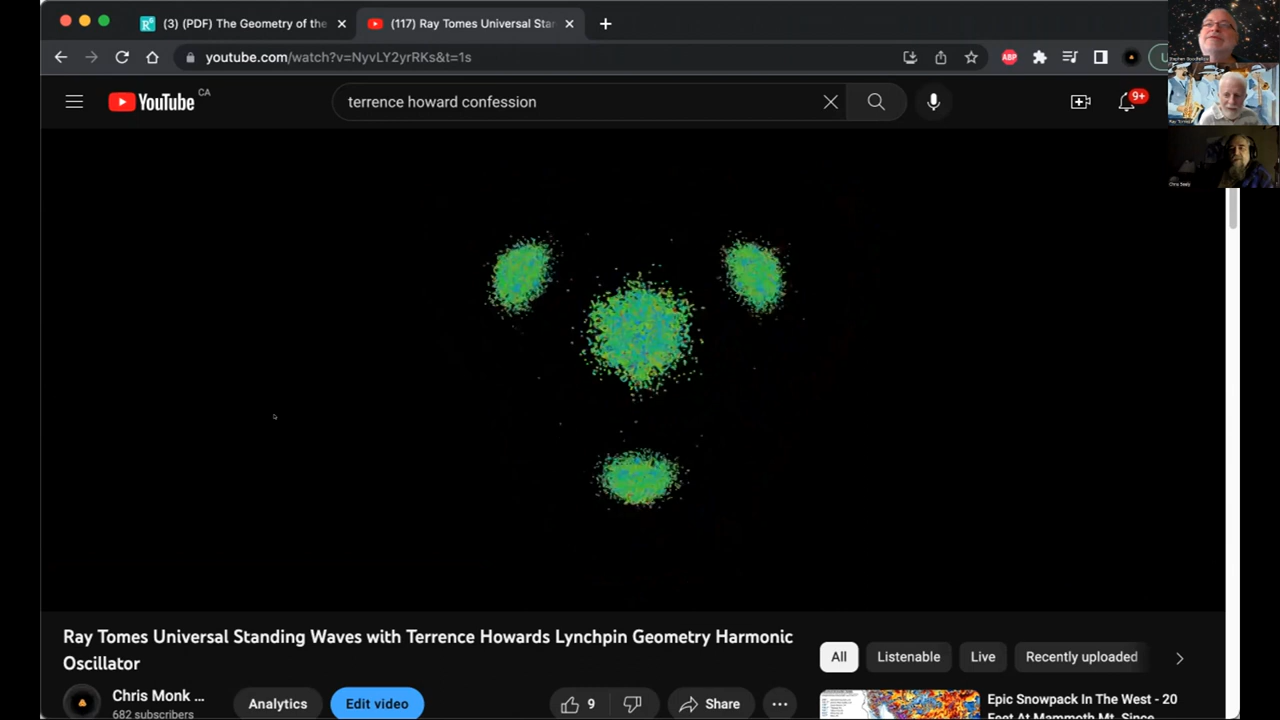 (3) (PDF) The Geometry of the
(117) Ray Tomes Universal Star
youtube.com/watch?v=NyvLY2yrRKs&t=1s
ABP
YouTube CA
terrence howard confession
9+
Ray Tomes Universal Standing Waves with Terrence Howards Lynchpin Geometry Harmonic
Oscillator
Chris Monk ...
682 subscribers
Analytics
Edit video
9
Share
All
Listenable
Live
Recently uploaded
Epic Snowpack In The West - 20
Feet At Mammoth Mt. Since